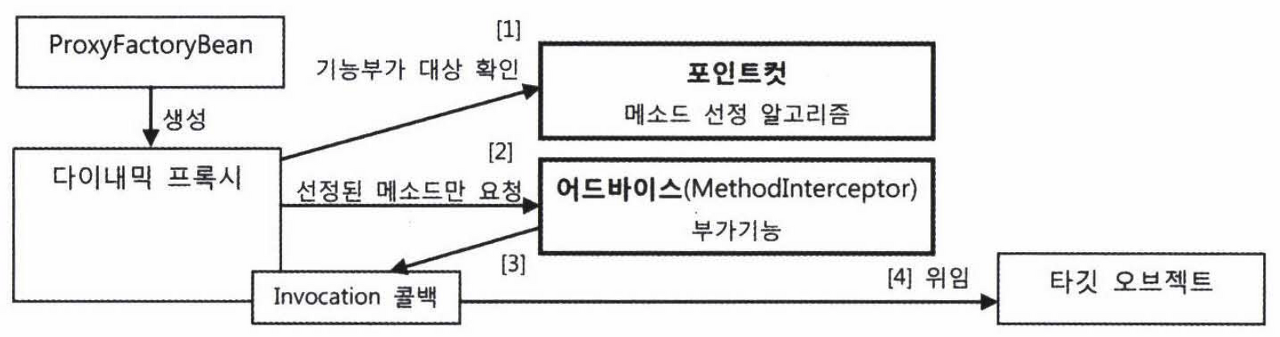 ProxyFactoryBean
생성
다이내믹 프록시
[1]
기능부가 대상 확인
포인트컷
메소드 선정 알고리즘
[2]
선정된 메소드만 요청
어드바이스(MethodInterceptor)
부가기능
[3]
Invocation 콜백
[4] 위임
타깃 오브젝트